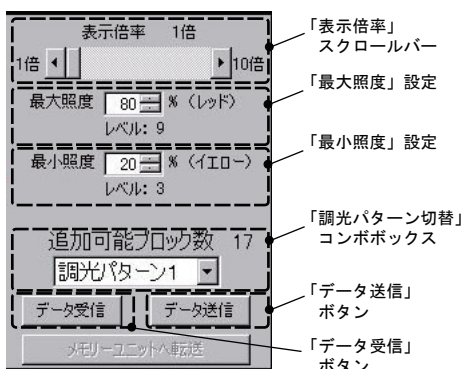 表示倍率 1倍
1倍 10倍
最大照度 80 % (レッド)
レベル: 9
最小照度 20 % (イエロー)
レベル: 3
追加可能ブロック数 17
調光パターン1
データ受信 データ送信
メモリーユニットへ転送
「表示倍率」
スクロールバー
「最大照度」設定
「最小照度」設定
「調光パターン切替」
コンボボックス
「データ送信」
ボタン
「データ受信」
ボタン